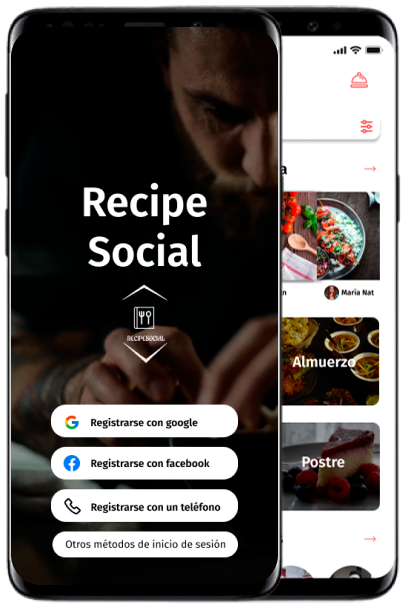 Recipe
Social
RECIPESOCIAL
Registrarse con google
Registrarse con facebook
Registrarse con un teléfono
Otros métodos de inicio de sesión
a
n
Maria Nat
Almuerzo
Postre